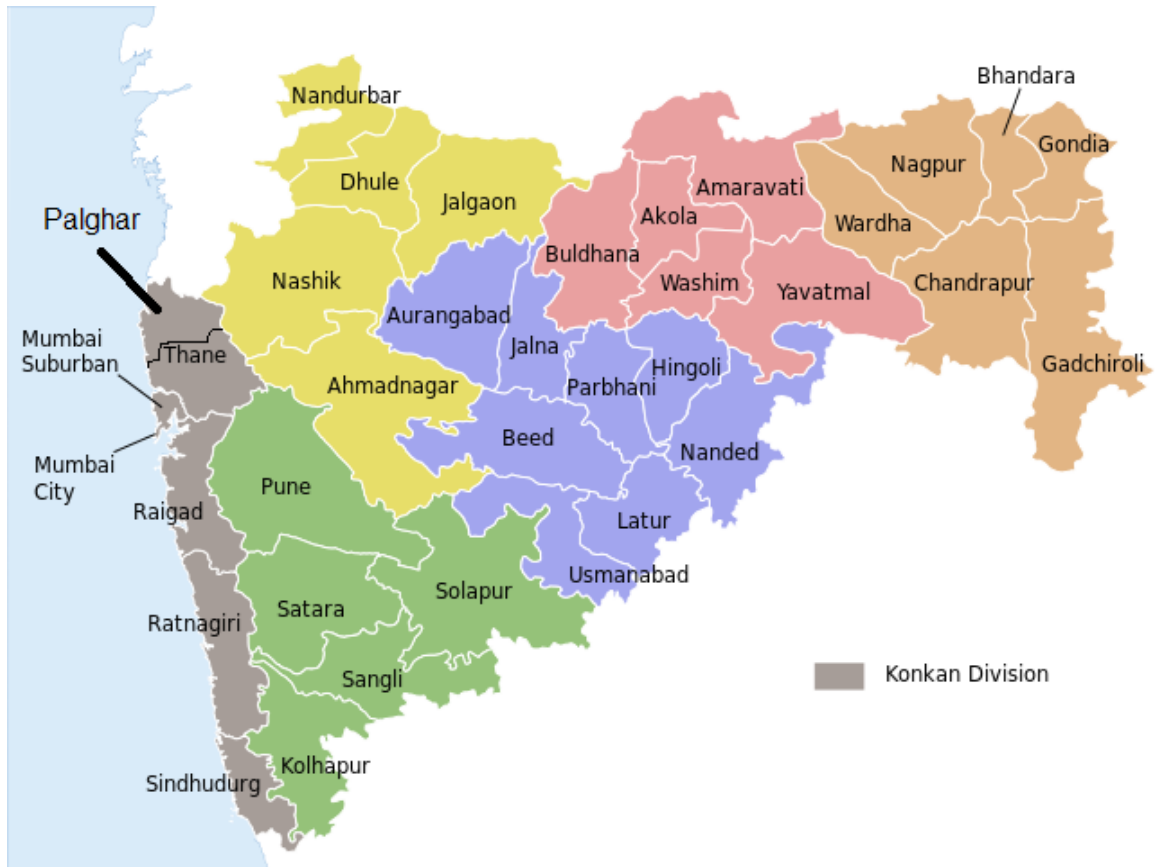 Bhandara
Nandurbar
Gondia
Nagpur
Dhule
Amaravati
Jalgaon
Akola
Palghar
Wardha
Buldhana
Nashik
Washim
Chandrapur
Yavatmal
Aurangabad
Mumbai
Suburban
Jalna
Thane
Hingoli
Gadchiroli
Ahmadnagar
Parbhani
Beed
Nanded
Mumbai
City
Pune
Raigad
Latur
Usmanabad
Solapur
Satara
Ratnagiri
Sangli
Konkan Division
Kolhapur
Sindhudurg